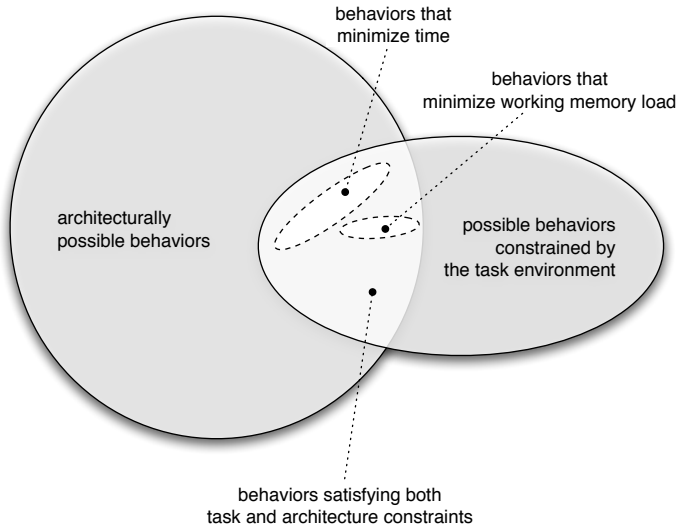 behaviors that
minimize time
behaviors that
minimize working memory load
architecturally
possible behaviors
possible behaviors
constrained by
the task environment
behaviors satisfying both
task and architecture constraints